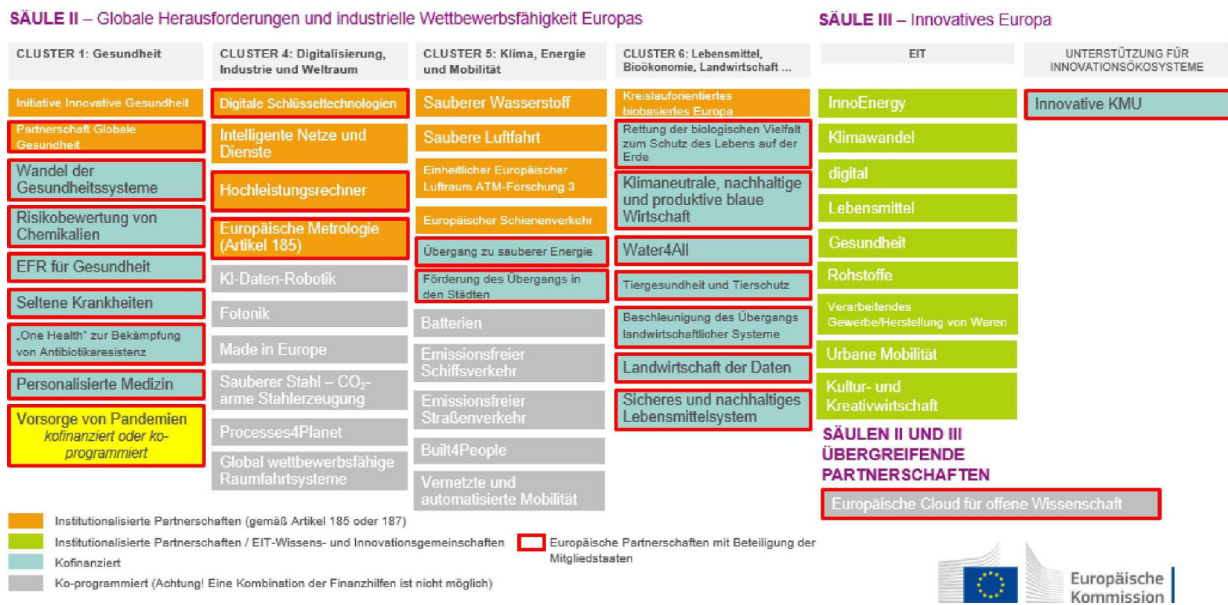 SÄULE II – Globale Herausforderungen und industrielle Wettbewerbsfähigkeit Europas
CLUSTER 1: Gesundheit
Initiative Innovative Gesundheit
Partnerschaft Globale
Gesundheit
Wandel der
Gesundheitssysteme
Risikobewertung von
Chemikalien
EFR für Gesundheit
Seltene Krankheiten
„One Health“ zur Bekämpfung
von Antibiotikaresistenz
Personalisierte Medizin
Vorsorge von Pandemien
kofinanziert oder ko-
programmiert
CLUSTER 4: Digitalisierung,
Industrie und Weltraum
Digitale Schlüsseltechnologien
Intelligente Netze und
Dienste
Hochleistungsrechner
Europäische Metrologie
(Artikel 185)
KI-Daten-Robotik
Fotonik
Made in Europe
Sauberer Stahl – CO₂-
arme Stahlerzeugung
Processes4Planet
Global wettbewerbsfähige
Raumfahrtsysteme
CLUSTER 5: Klima, Energie
und Mobilität
Sauberer Wasserstoff
Saubere Luftfahrt
Einheitlicher Europäischer
Luftraum ATM-Forschung 3
Europäischer Schienenverkehr
Übergang zu sauberer Energie
Förderung des Übergangs in
den Städten
Batterien
Emissionsfreier
Schiffsverkehr
Emissionsfreier
Straßenverkehr
Built4People
Vernetzte und
automatisierte Mobilität
CLUSTER 6: Lebensmittel,
Bioökonomie, Landwirtschaft ...
Kreislauforientiertes
biobasiertes Europa
Rettung der biologischen Vielfalt
zum Schutz des Lebens auf der
Erde
Klimaneutrale, nachhaltige
und produktive blaue
Wirtschaft
Water4All
Tiergesundheit und Tierschutz
Beschleunigung des Übergangs
landwirtschaftlicher Systeme
Landwirtschaft der Daten
Sicheres und nachhaltiges
Lebensmittelsystem
SÄULE III – Innovatives Europa
EIT
InnoEnergy
Klimawandel
digital
Lebensmittel
Gesundheit
Rohstoffe
Verarbeitendes
Gewerbe/Herstellung von Waren
Urbane Mobilität
Kultur- und
Kreativwirtschaft
UNTERSTÜTZUNG FÜR
INNOVATIONSÖKOSYSTEME
Innovative KMU
SÄULEN II UND III
ÜBERGREIFENDE
PARTNERSCHAFTEN
Europäische Cloud für offene Wissenschaft
Institutionalisierte Partnerschaften (gemäß Artikel 185 oder 187)
Institutionalisierte Partnerschaften / EIT-Wissens- und Innovationsgemeinschaften
Kofinanziert
Ko-programmiert (Achtung! Eine Kombination der Finanzhilfen ist nicht möglich)
Europäische Partnerschaften mit Beteiligung der
Mitgliedstaaten
Europäische
Kommission